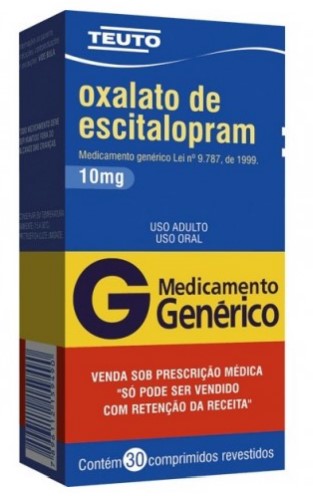 TEUTO
oxalato de
escitalopram
Medicamento genérico Lei nº 9.787, de 1999.
10mg
USO ADULTO
USO ORAL
G Medicamento
Genérico
VENDA SOB PRESCRIÇÃO MÉDICA
"SÓ PODE SER VENDIDO
COM RETENÇÃO DA RECEITA"
Contém 30 comprimidos revestidos